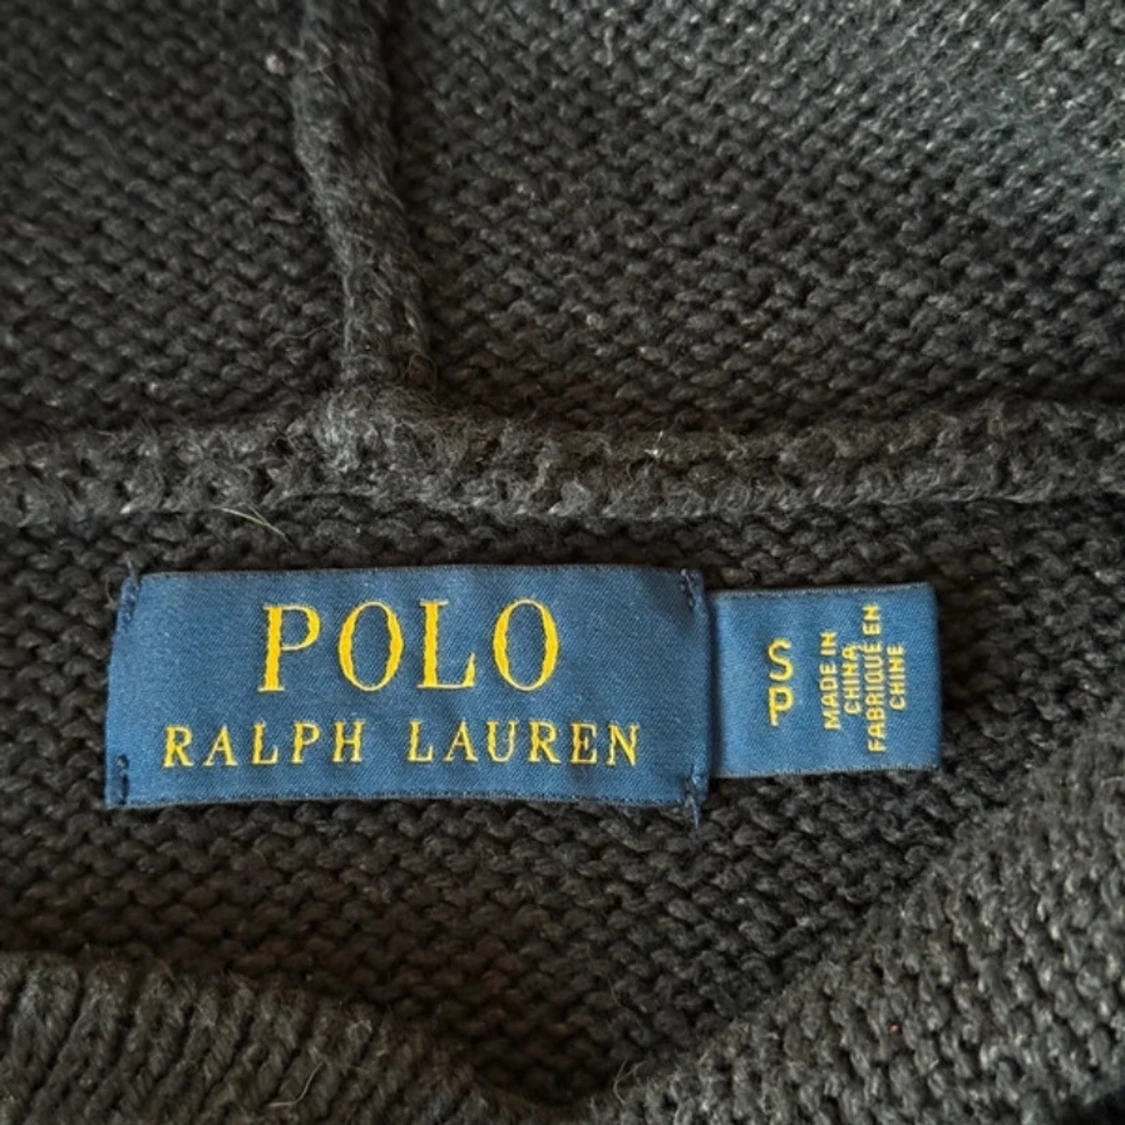 POLO
RALPH LAUREN
S
P
MADE IN
CHINA
FABRIQUÉ EN
CHINE